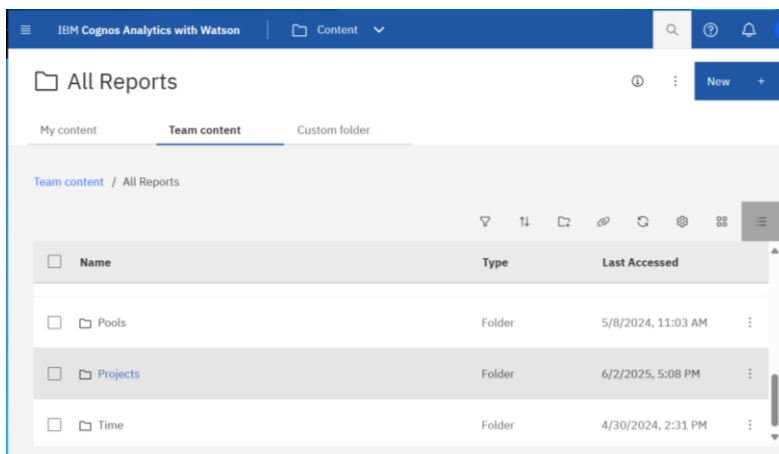 IBM Cognos Analytics with Watson Content
All Reports New +
My content Team content Custom folder
Team content / All Reports
Name Type Last Accessed
Pools Folder 5/8/2024, 11:03 AM
Projects Folder 6/2/2025, 5:08 PM
Time Folder 4/30/2024, 2:31 PM